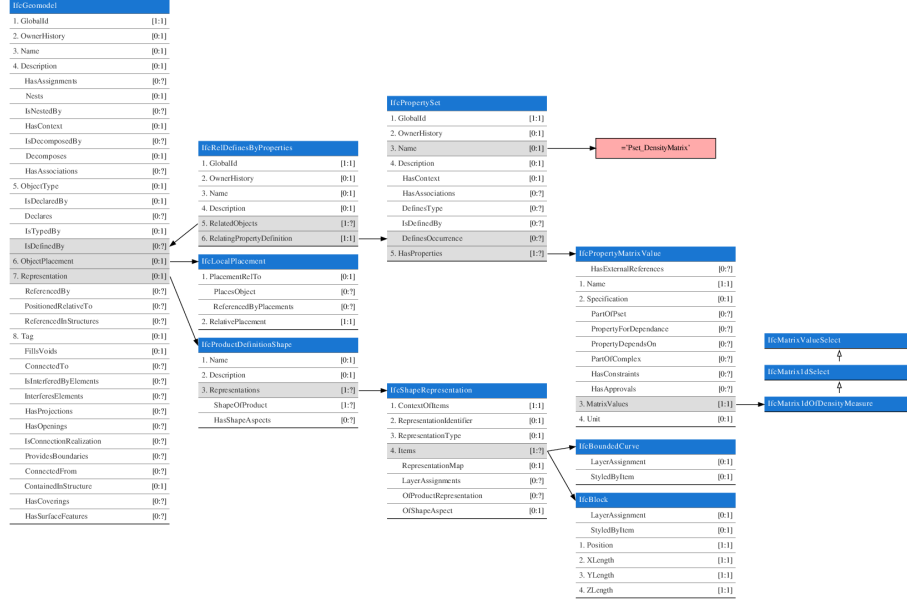 IfcGeomodel
1. GlobalId [1:1]
2. OwnerHistory [0:1]
3. Name [0:1]
4. Description [0:1]
HasAssignments [0:?]
Nests [0:1]
IsNestedBy [0:?]
HasContext [0:1]
IsDecomposedBy [0:?]
Decomposes [0:1]
HasAssociations [0:?]
5. ObjectType [0:1]
IsDeclaredBy [0:1]
Declares [0:?]
IsTypedBy [0:1]
IsDefinedBy [0:?]
6. ObjectPlacement [0:1]
7. Representation [0:1]
ReferencedBy [0:?]
PositionedRelativeTo [0:?]
ReferencedInStructures [0:?]
8. Tag [0:1]
FillsVoids [0:1]
ConnectedTo [0:?]
IsInterferedByElements [0:?]
InterferesElements [0:?]
HasProjections [0:?]
HasOpenings [0:?]
IsConnectionRealization [0:?]
ProvidesBoundaries [0:?]
ConnectedFrom [0:?]
ContainedInStructure [0:1]
HasCoverings [0:?]
HasSurfaceFeatures [0:?]
IfcRelDefinesByProperties
1. GlobalId [1:1]
2. OwnerHistory [0:1]
3. Name [0:1]
4. Description [0:1]
5. RelatedObjects [1:?]
6. RelatingPropertyDefinition [1:1]
IfcLocalPlacement
1. PlacementRelTo [0:1]
PlacesObject [0:?]
ReferencedByPlacements [0:?]
2. RelativePlacement [1:1]
IfcProductDefinitionShape
1. Name [0:1]
2. Description [0:1]
3. Representations [1:?]
ShapeOfProduct [1:?]
HasShapeAspects [0:?]
IfcPropertySet
1. GlobalId [1:1]
2. OwnerHistory [0:1]
3. Name [0:1]
4. Description [0:1]
HasContext [0:1]
HasAssociations [0:?]
DefinesType [0:?]
IsDefinedBy [0:?]
DefinesOccurrence [0:?]
5. HasProperties [1:?]
='Pset_DensityMatrix'
IfcShapeRepresentation
1. ContextOfItems [1:1]
2. RepresentationIdentifier [0:1]
3. RepresentationType [0:1]
4. Items [1:?]
RepresentationMap [0:1]
LayerAssignments [0:?]
OfProductRepresentation [0:?]
OfShapeAspect [0:1]
IfcPropertyMatrixValue
HasExternalReferences [0:?]
1. Name [1:1]
2. Specification [0:1]
PartOfPset [0:?]
PropertyForDependance [0:?]
PropertyDependsOn [0:?]
PartOfComplex [0:?]
HasConstraints [0:?]
HasApprovals [0:?]
3. MatrixValues [1:1]
4. Unit [0:1]
IfcBoundedCurve
LayerAssignment [0:1]
StyledByItem [0:1]
IfcBlock
LayerAssignment [0:1]
StyledByItem [0:1]
1. Position [1:1]
2. XLength [1:1]
3. YLength [1:1]
4. ZLength [1:1]
IfcMatrixValueSelect
IfcMatrixIdSelect
IfcMatrix1dOfDensityMeasure